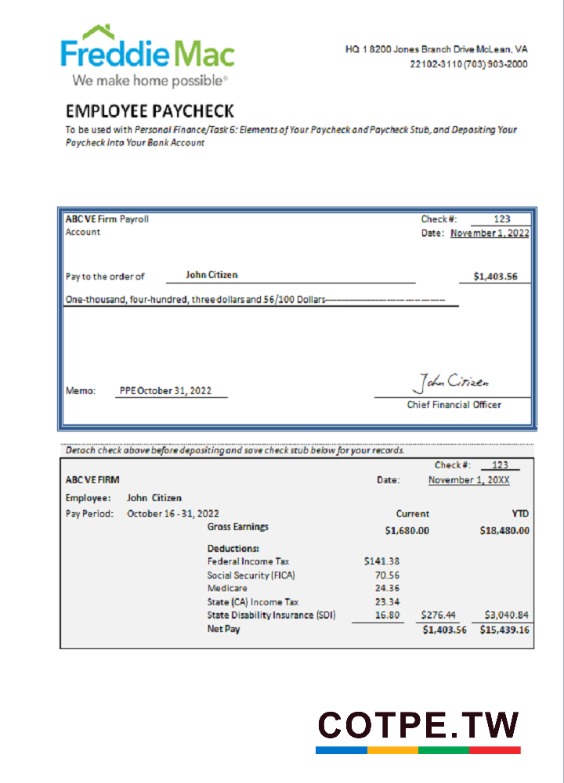 Freddie Mac
We make home possible®
HQ 1 8200 Jones Branch Drive McLean, VA
22102-3110 (703) 903-2000
EMPLOYEE PAYCHECK
To be used with Personal Finance/Task 6: Elements of Your Paycheck and Paycheck Stub, and Depositing Your
Paycheck Into Your Bank Account
ABC VE Firm Payroll Check #: 123
Account Date: November 1, 2022
Pay to the order of John Citizen $1,403.56
One-thousand, four-hundred, three dollars and 56/100 Dollars----------------------------------------
Memo: PPE October 31, 2022 John Citizen
Chief Financial Officer
Detach check above before depositing and save check stub below for your records.
Check #: 123
ABC VE FIRM Date: November 1, 20XX
Employee: John Citizen
Pay Period: October 16 - 31, 2022 Current YTD
Gross Earnings $1,680.00 $18,480.00
Deductions:
Federal Income Tax $141.38
Social Security (FICA) 70.56
Medicare 24.36
State (CA) Income Tax 23.34
State Disability Insurance (SDI) 16.80 $276.44 $3,040.84
Net Pay $1,403.56 $15,439.16
COTPE.TW